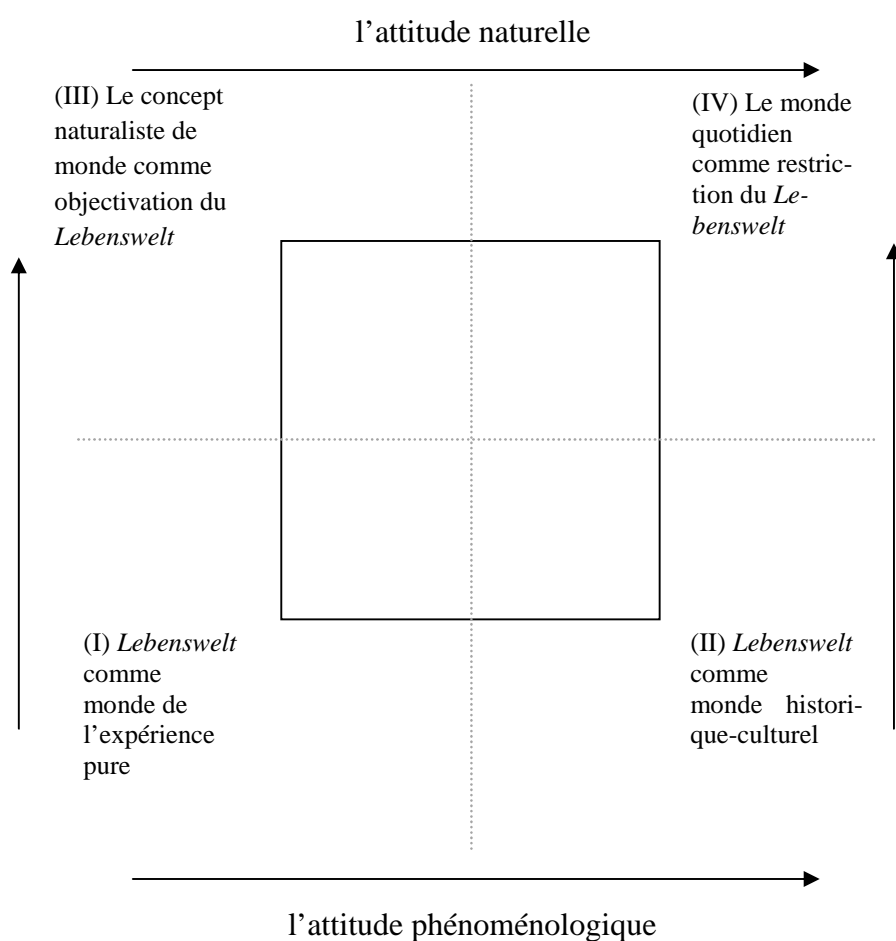 l’attitude naturelle
(III) Le concept
naturaliste de
monde comme
objectivation du
Lebenswelt
(IV) Le monde
quotidien
comme restric-
tion du Le-
benswelt
(I) Lebenswelt
comme
monde de
l’expérience
pure
(II) Lebenswelt
comme
monde histori-
que-culturel
l’attitude phénoménologique